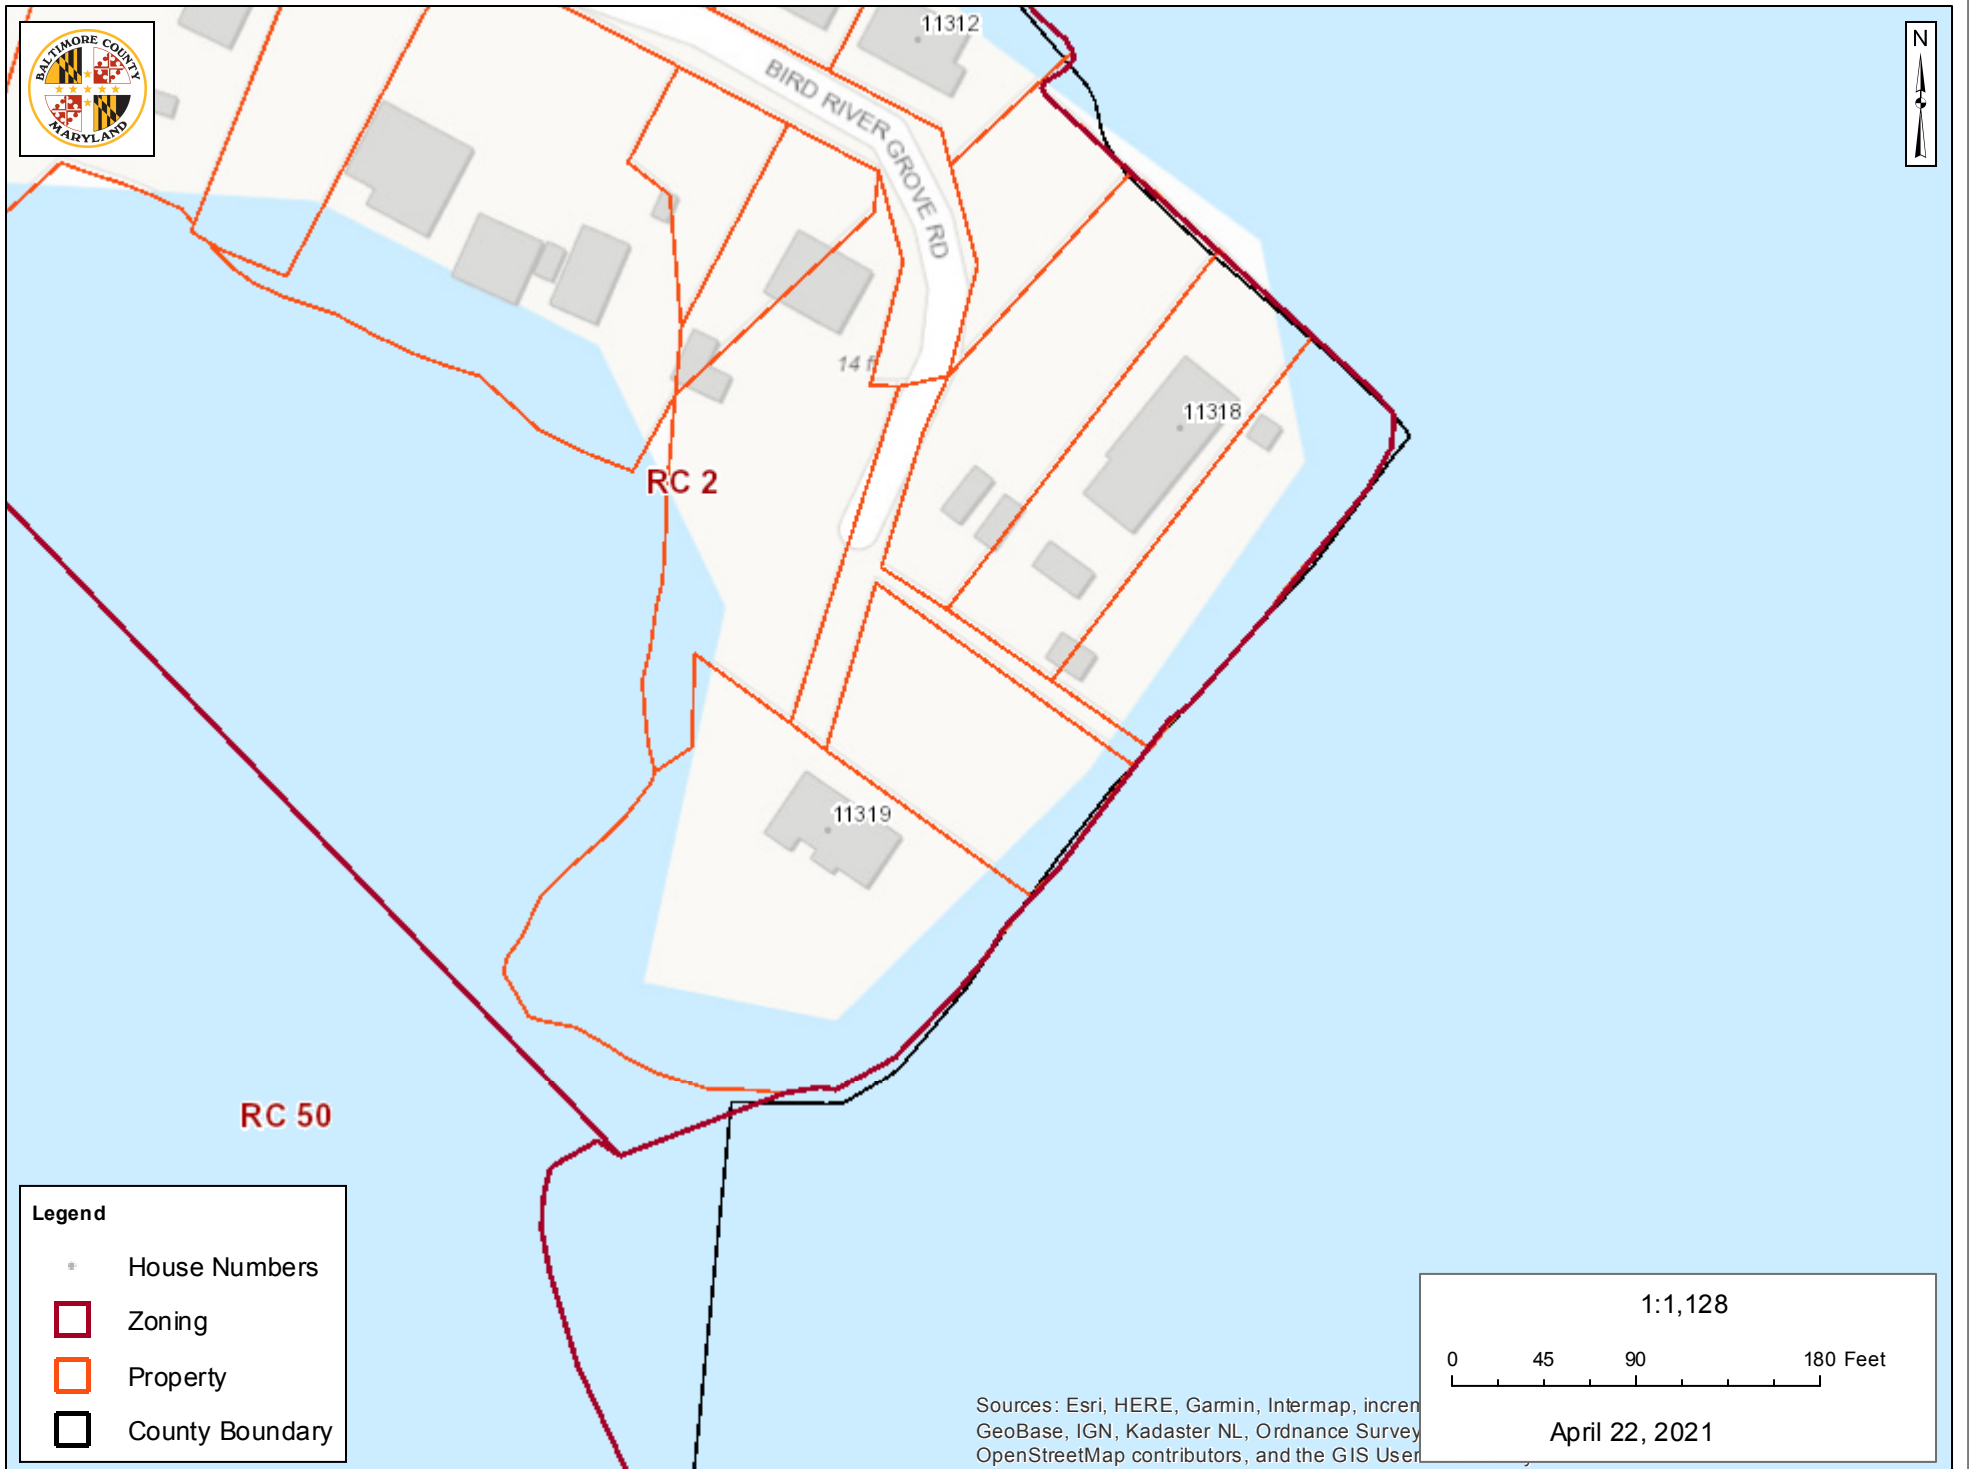 BALTIMORE COUNTY
MARYLAND
11312
N
BIRD RIVER GROVE RD
14 f
11318
RC 2
11319
RC 50
Legend
House Numbers
Zoning
Property
County Boundary
1:1,128
0 45 90 180 Feet
April 22, 2021
Sources: Esri, HERE, Garmin, Intermap, increm
GeoBase, IGN, Kadaster NL, Ordnance Survey
OpenStreetMap contributors, and the GIS User